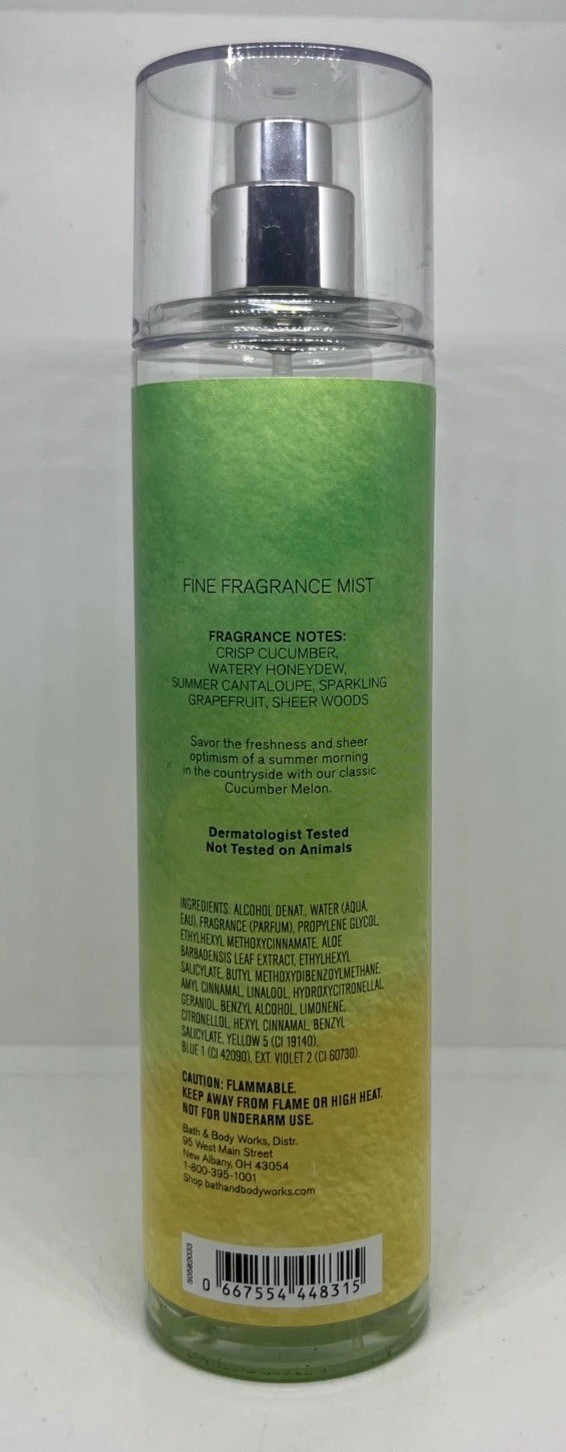 FINE FRAGRANCE MIST
FRAGRANCE NOTES:
CRISP CUCUMBER,
WATERY HONEYDEW,
SUMMER CANTALOUPE, SPARKLING
GRAPEFRUIT, SHEER WOODS
Savor the freshness and sheer
optimism of a summer morning
in the countryside with our classic
Cucumber Melon.
Dermatologist Tested
Not Tested on Animals
INGREDIENTS: ALCOHOL DENAT., WATER (AQUA,
EAU), FRAGRANCE (PARFUM), PROPYLENE GLYCOL,
ETHYLHEXYL METHOXYCINNAMATE, ALOE
BARBADENSIS LEAF EXTRACT, ETHYLHEXYL
SALICYLATE, BUTYL METHOXYDIBENZOYLMETHANE,
AMYL CINNAMAL, LINALOOL, HYDROXYCITRONELLAL,
GERANIOL, BENZYL ALCOHOL, LIMONENE,
CITRONELLOL, HEXYL CINNAMAL, BENZYL
SALICYLATE, YELLOW 5 (CI 19140),
BLUE 1 (CI 42090), EXT. VIOLET 2 (CI 60730).
CAUTION: FLAMMABLE.
KEEP AWAY FROM FLAME OR HIGH HEAT.
NOT FOR UNDERARM USE.
Bath & Body Works, Distr.
95 West Main Street
New Albany, OH 43054
1-800-395-1001
Shop bathandbodyworks.com
0 667554 448315